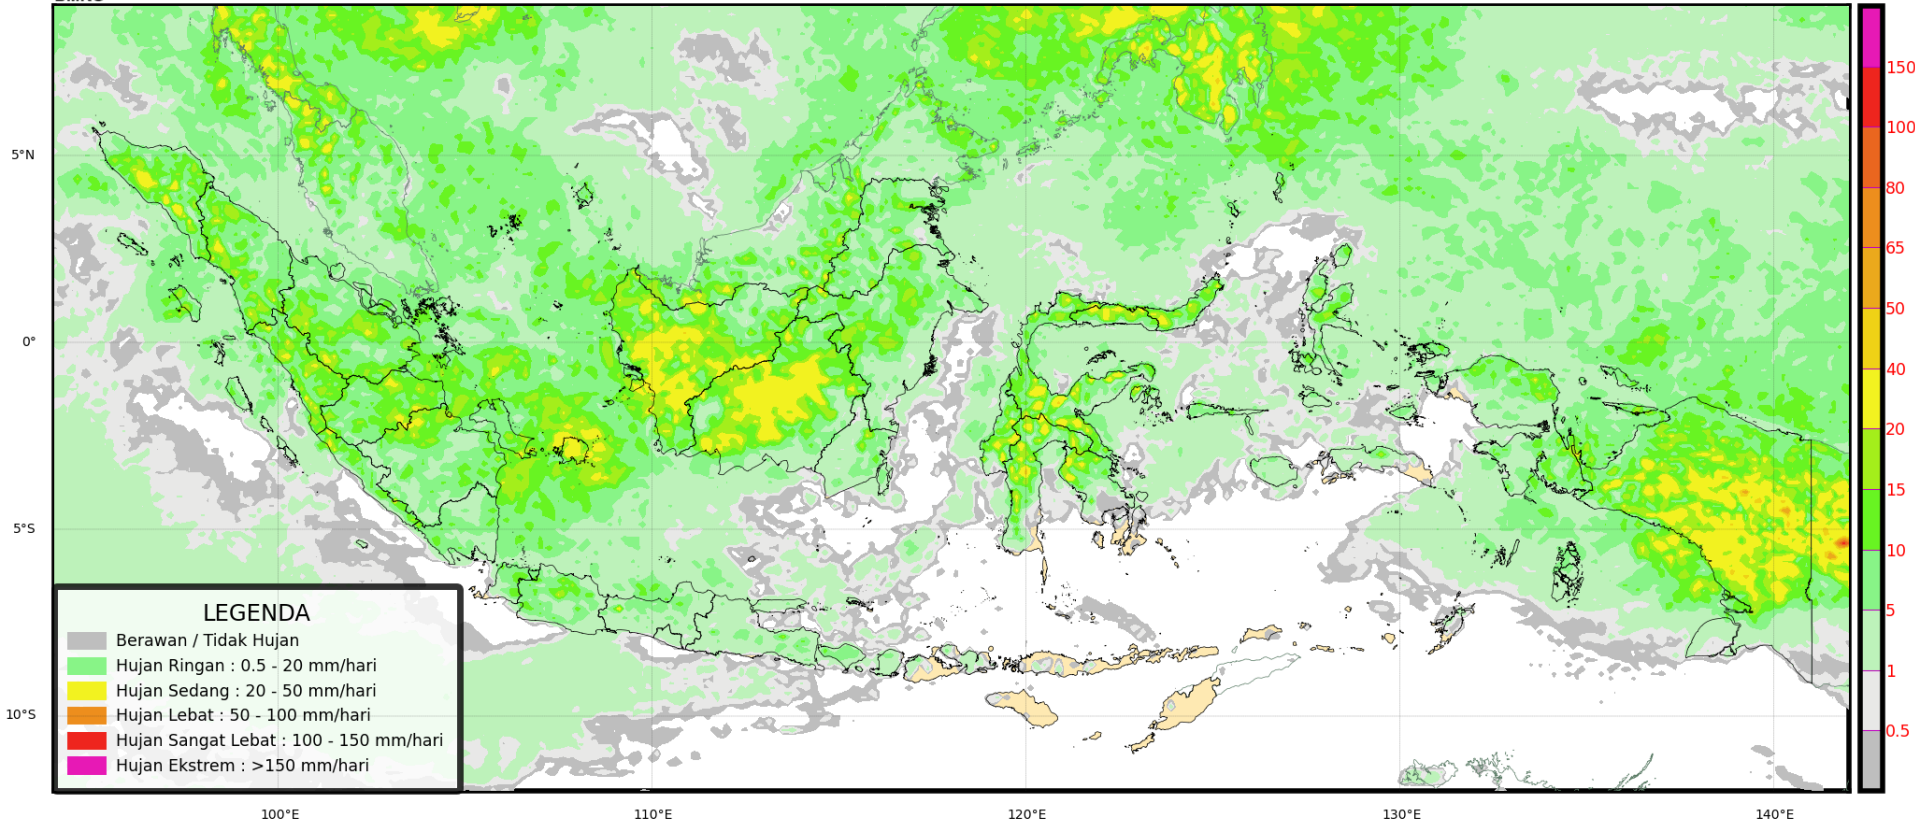 5°N
0°
5°S
10°S
LEGENDA
Berawan / Tidak Hujan
Hujan Ringan : 0.5 - 20 mm/hari
Hujan Sedang : 20 - 50 mm/hari
Hujan Lebat : 50 - 100 mm/hari
Hujan Sangat Lebat : 100 - 150 mm/hari
Hujan Ekstrem : >150 mm/hari
100°E
110°E
120°E
130°E
140°E
150
100
80
65
50
40
20
15
10
5
1
0.5